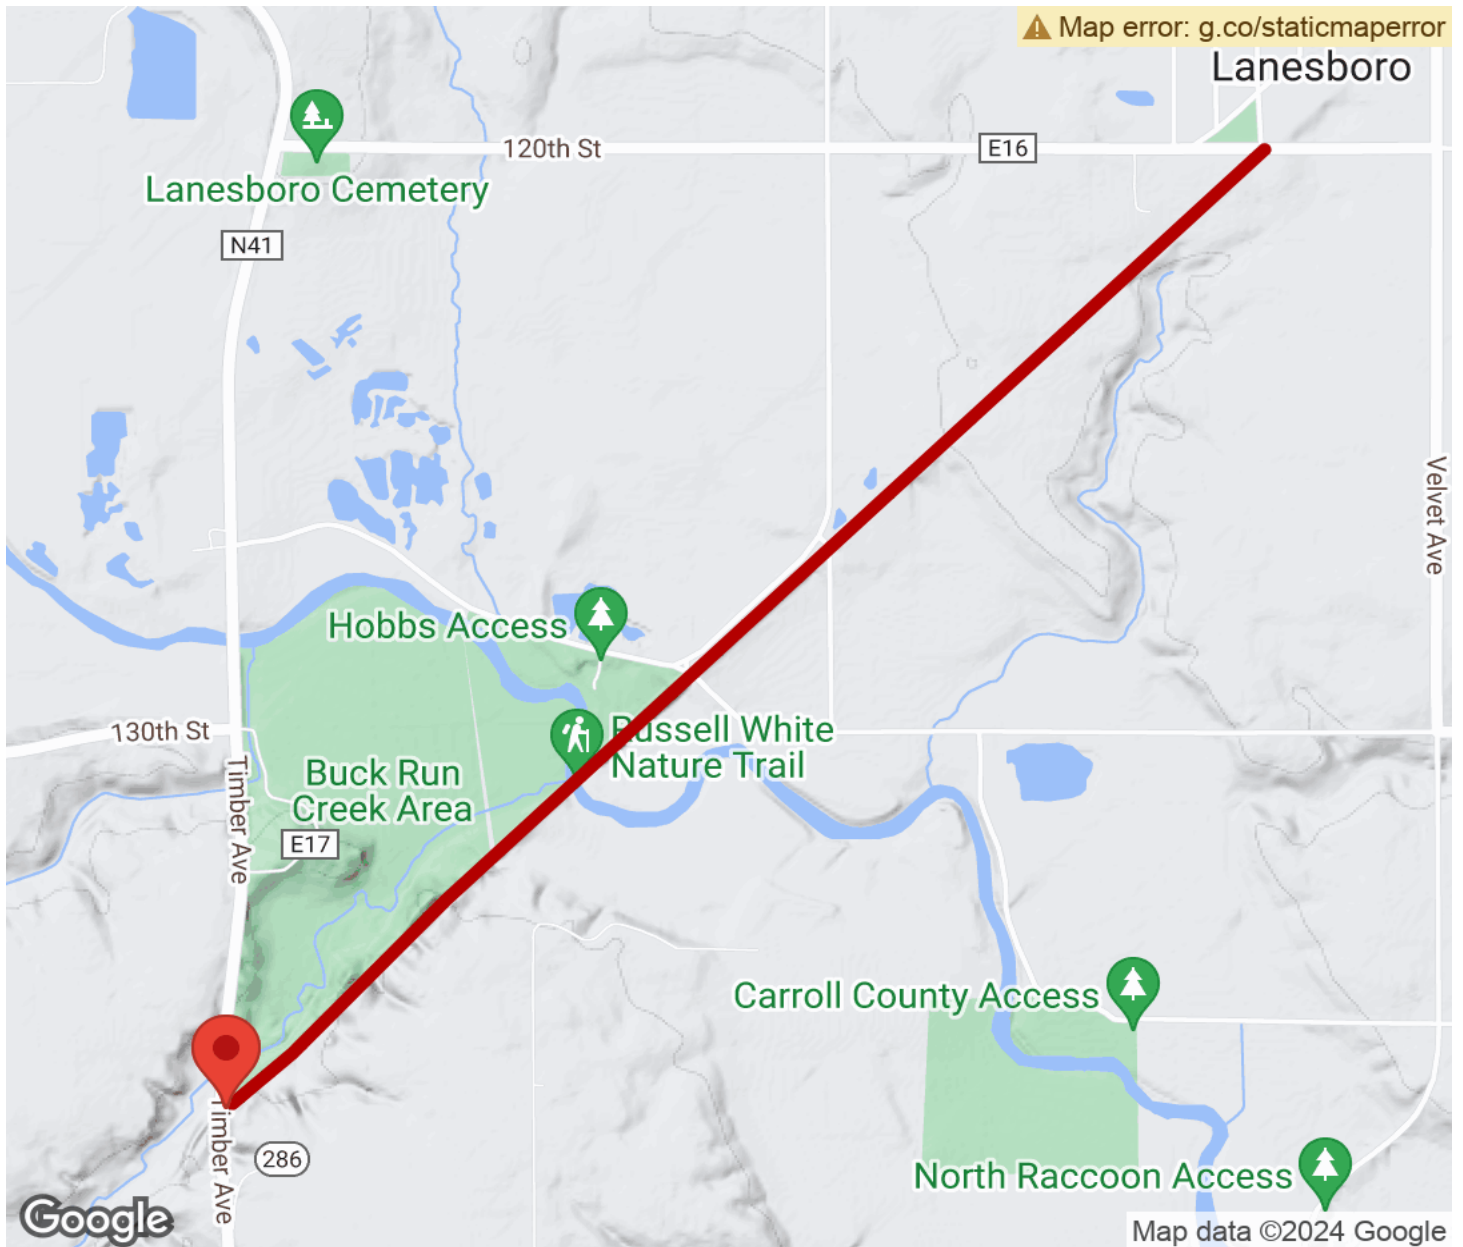 Map error: g.co/staticmaperror
Lanesboro
120th St
E16
Lanesboro Cemetery
N41
Velvet Ave
Hobbs Access
130th St
Russell White
Nature Trail
Buck Run
Creek Area
Timber Ave
E17
Carroll County Access
Timber Ave
286
North Raccoon Access
Google
Map data ©2024 Google